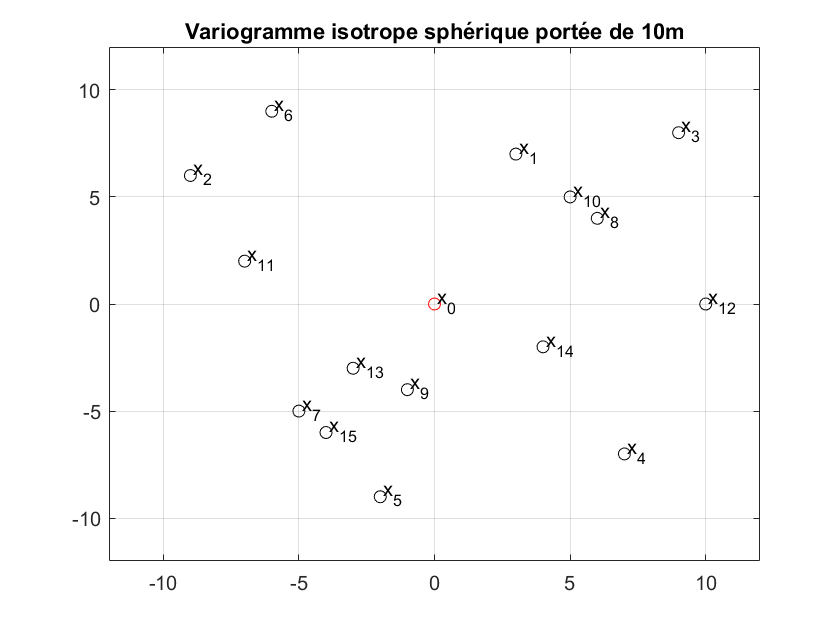 Variogramme isotrope sphérique portée de 10m
10
x6
x3
x1
x2
x10
5
x8
x11
0
x0
x12
x14
x13
x9
-5
x7
x15
x4
x5
-10
-10 -5 0 5 10